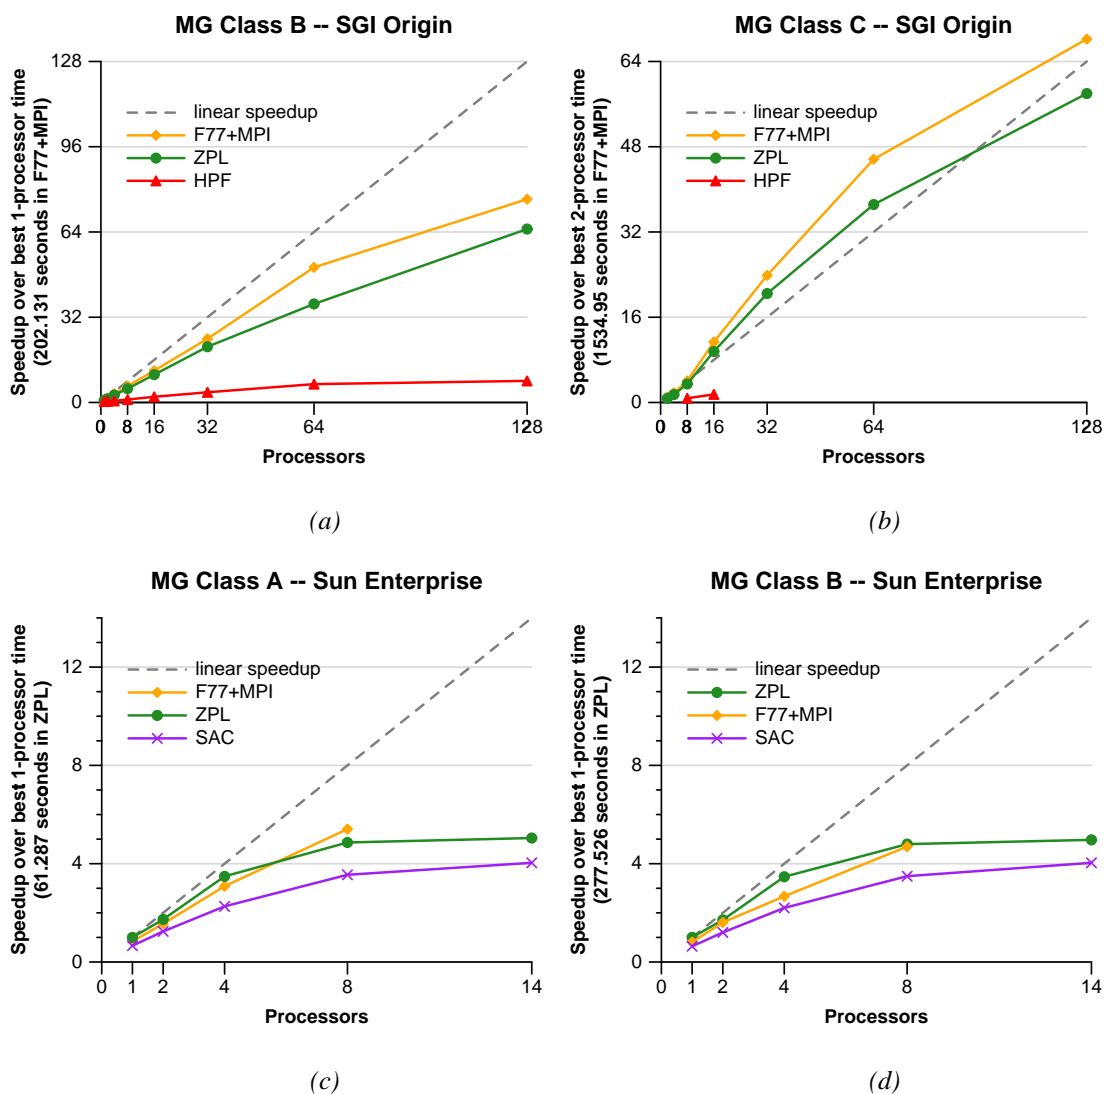 MG Class B -- SGI Origin
Speedup over best 1-processor time
(202.131 seconds in F77+MPI)
128
96
64
32
0
linear speedup
F77+MPI
ZPL
HPF
0 8 16 32 64 128
Processors
(a)
MG Class C -- SGI Origin
Speedup over best 2-processor time
(1534.95 seconds in F77+MPI)
64
48
32
16
0
linear speedup
F77+MPI
ZPL
HPF
0 8 16 32 64 128
Processors
(b)
MG Class A -- Sun Enterprise
Speedup over best 1-processor time
(61.287 seconds in ZPL)
12
8
4
0
linear speedup
F77+MPI
ZPL
SAC
0 1 2 4 8 14
Processors
(c)
MG Class B -- Sun Enterprise
Speedup over best 1-processor time
(277.526 seconds in ZPL)
12
8
4
0
linear speedup
ZPL
F77+MPI
SAC
0 1 2 4 8 14
Processors
(d)